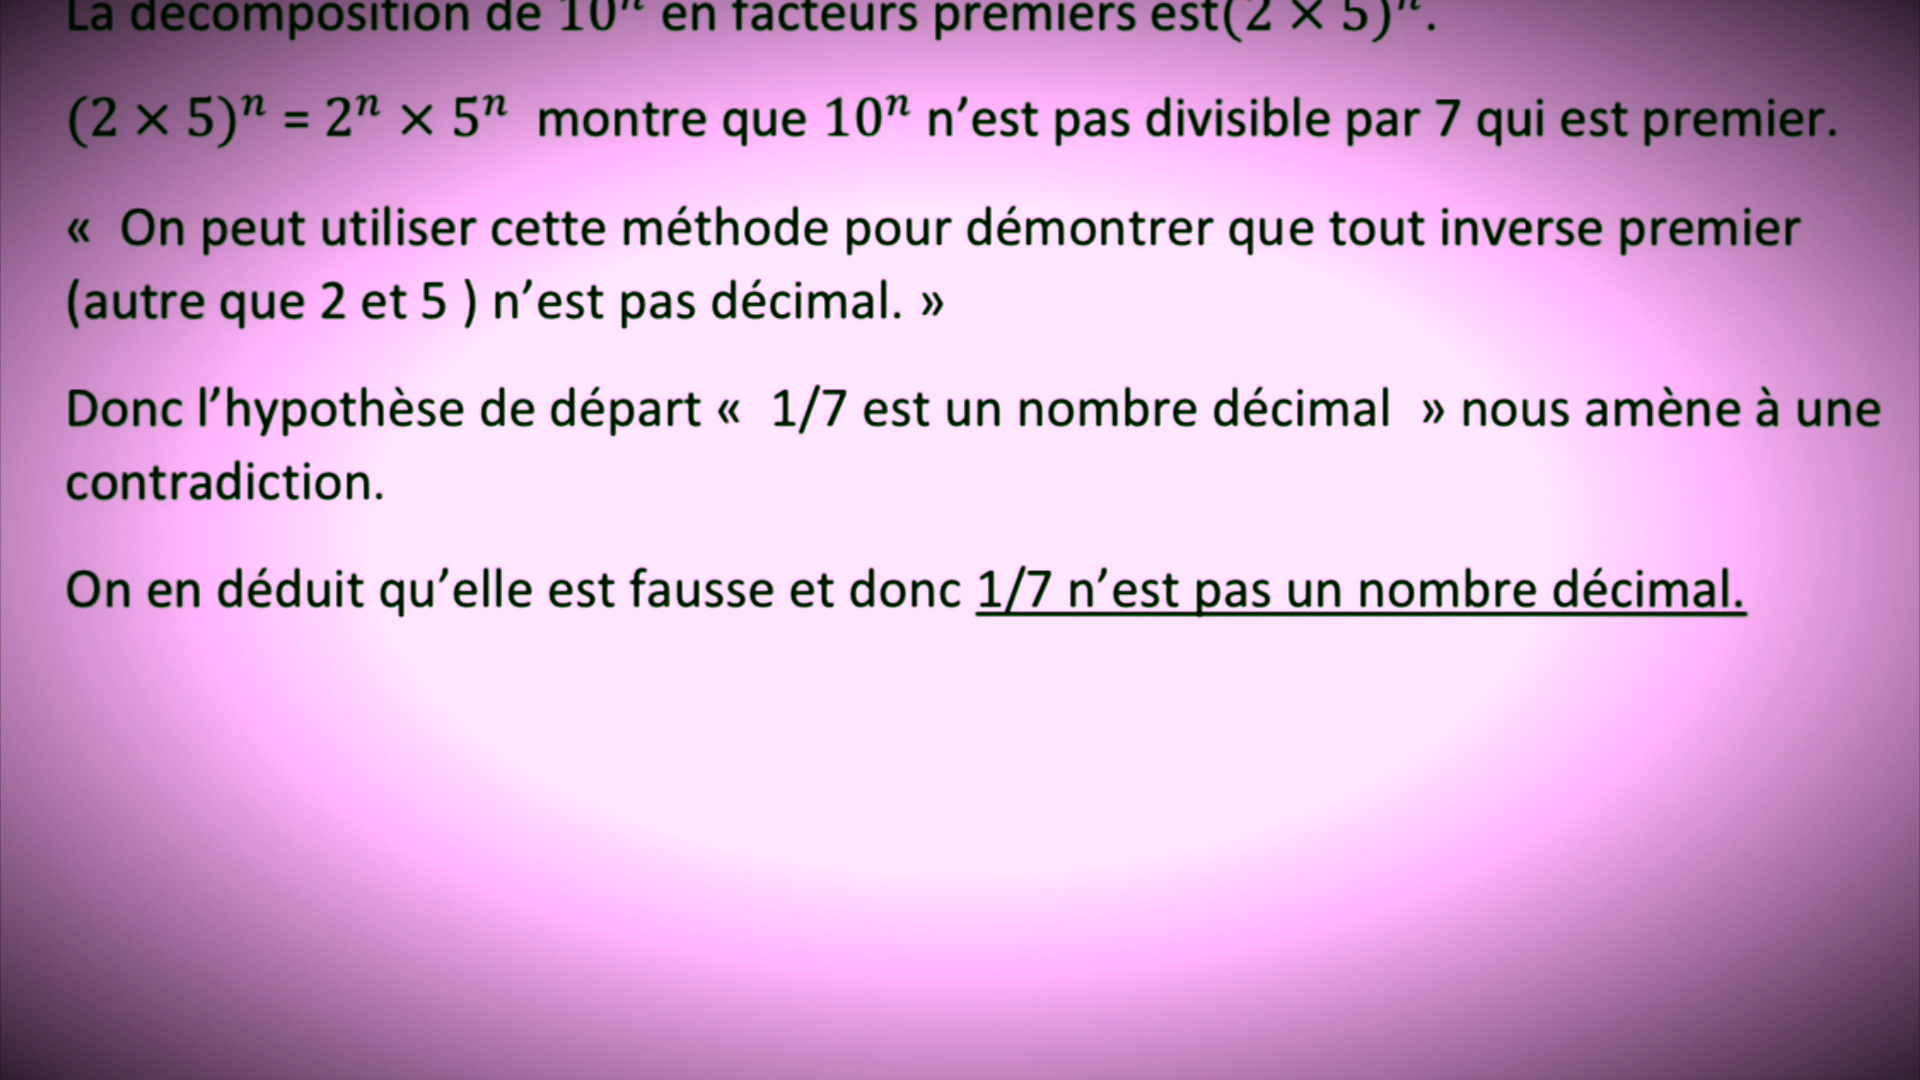 La décomposition de 10ⁿ en facteurs premiers est(2 × 5)ⁿ.
(2 × 5)ⁿ = 2ⁿ × 5ⁿ montre que 10ⁿ n’est pas divisible par 7 qui est premier.
« On peut utiliser cette méthode pour démontrer que tout inverse premier
(autre que 2 et 5 ) n’est pas décimal. »
Donc l’hypothèse de départ « 1/7 est un nombre décimal » nous amène à une
contradiction.
On en déduit qu’elle est fausse et donc 1/7 n’est pas un nombre décimal.